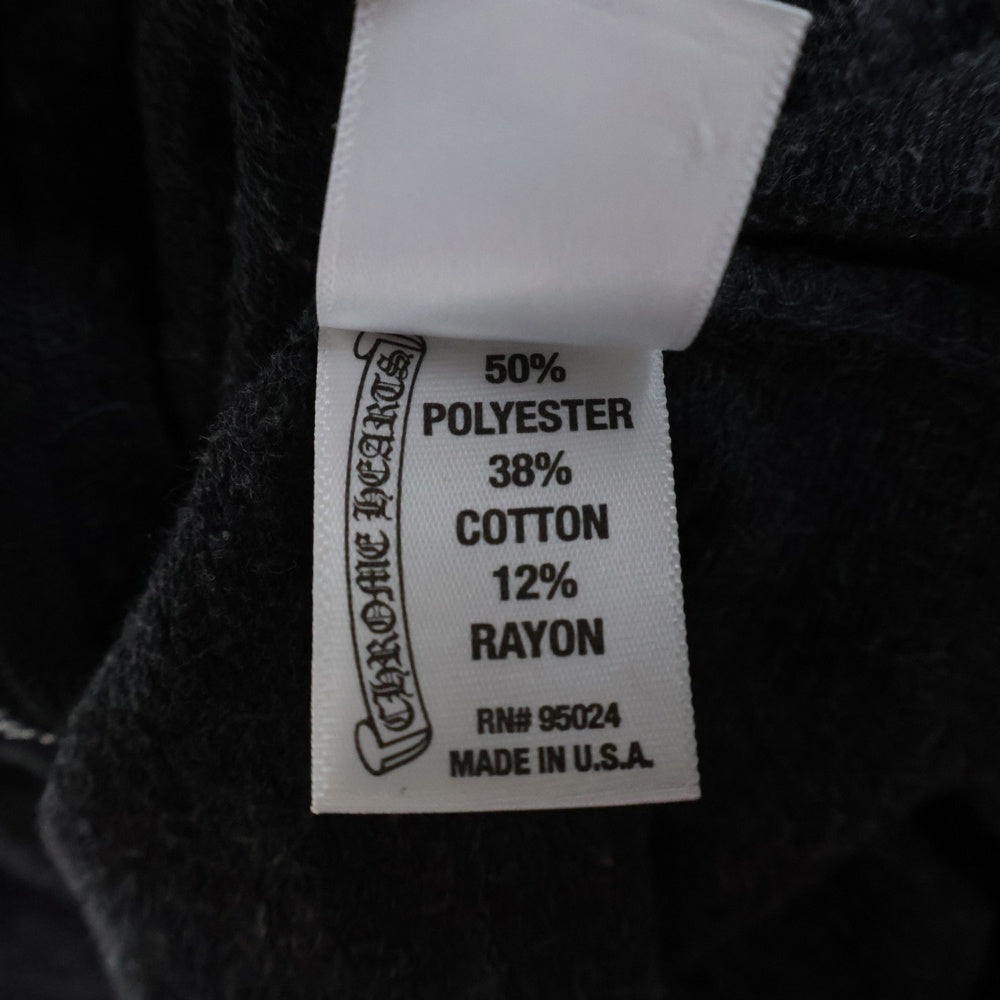 CHROME HEARTS
50%
POLYESTER
38%
COTTON
12%
RAYON
RN# 95024
MADE IN U.S.A.